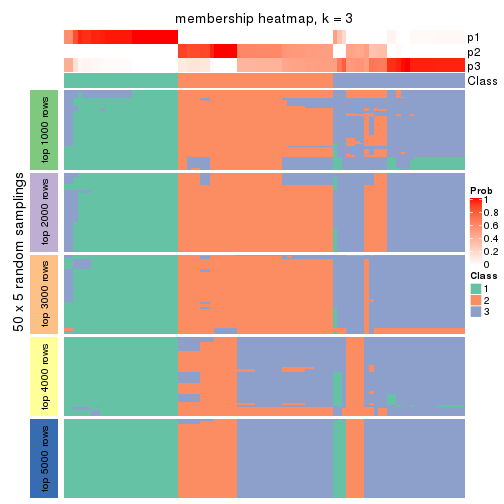 membership heatmap, k = 3
p1
p2
p3
Class
50 x 5 random samplings
top 1000 rows
top 2000 rows
top 3000 rows
top 4000 rows
top 5000 rows
Prob
1
0.8
0.6
0.4
0.2
0
Class
1
2
3